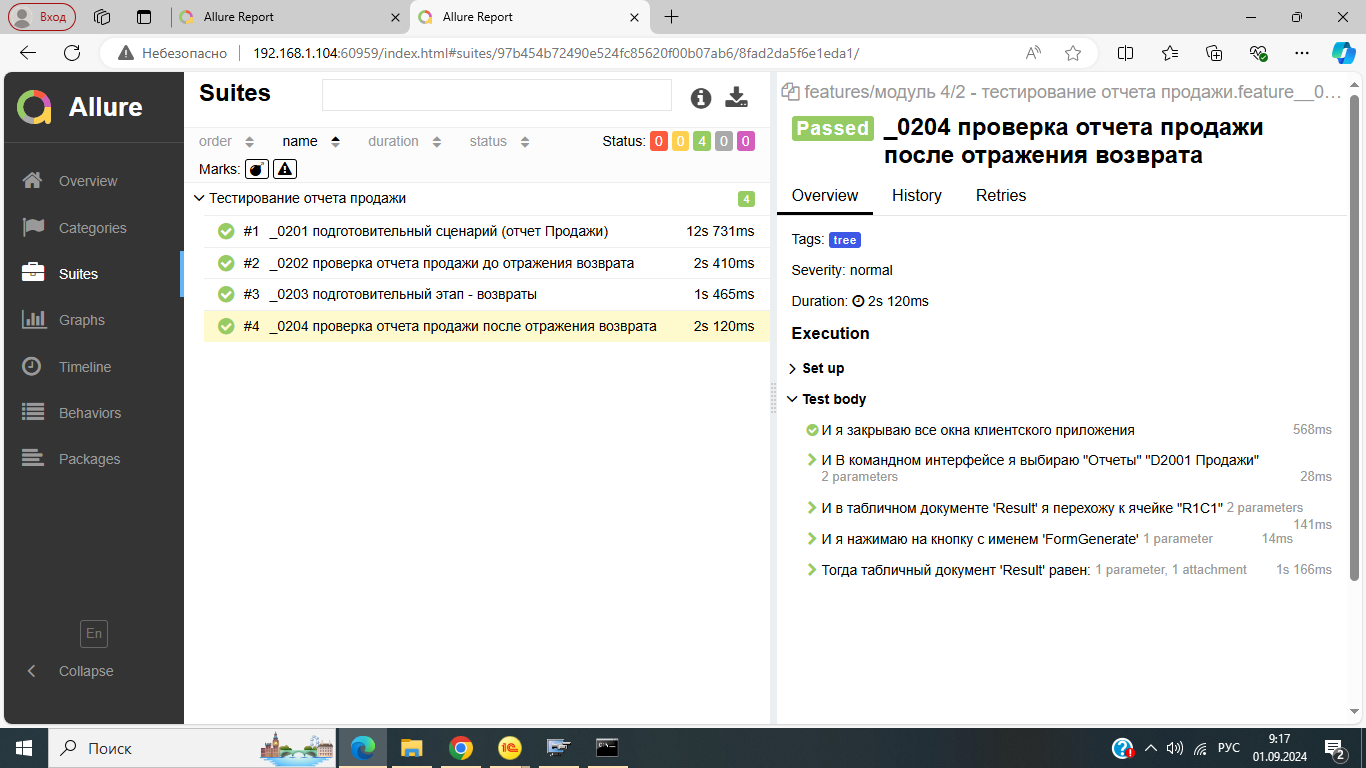 Вход
Allure Report
Allure Report
Небезопасно
192.168.1.104:60959/index.html#suites/97b454b72490e524fc85620f00b07ab6/8fad2da5f6e1eda1/
Allure
Overview
Categories
Suites
Graphs
Timeline
Behaviors
Packages
En
Collapse
Suites
order name duration status Status: 0 0 4 0 0
Marks:
Тестирование отчета продажи 4
#1 _0201 подготовительный сценарий (отчет Продажи) 12s 731ms
#2 _0202 проверка отчета продажи до отражения возврата 2s 410ms
#3 _0203 подготовительный этап - возвраты 1s 465ms
#4 _0204 проверка отчета продажи после отражения возврата 2s 120ms
features/модуль 4/2 - тестирование отчета продажи.feature__0…
Passed _0204 проверка отчета продажи
после отражения возврата
Overview History Retries
Tags: tree
Severity: normal
Duration: 2s 120ms
Execution
Set up
Test body
И я закрываю все окна клиентского приложения 568ms
И В командном интерфейсе я выбираю "Отчеты" "D2001 Продажи"
2 parameters 28ms
И в табличном документе 'Result' я перехожу к ячейке "R1C1" 2 parameters
141ms
И я нажимаю на кнопку с именем 'FormGenerate' 1 parameter 14ms
Тогда табличный документ 'Result' равен: 1 parameter, 1 attachment 1s 166ms
Поиск
РУС
9:17
01.09.2024
2